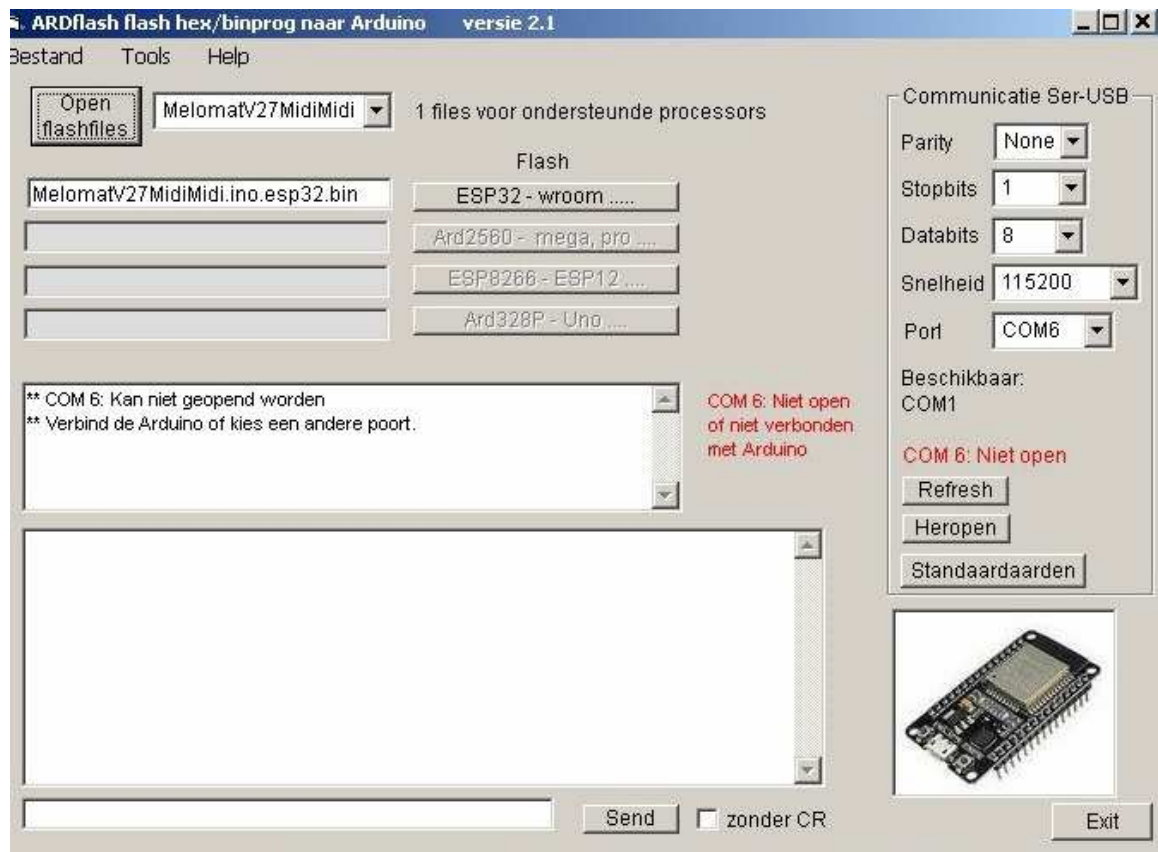 ARDflash flash hex/binprog naar Arduino versie 2.1
Bestand Tools Help
Open flashfiles
MelomatV27MidiMidi
1 files voor ondersteunde processors
Flash
MelomatV27MidiMidi.ino.esp32.bin
ESP32 - wroom .....
Ard2560 - mega, pro ....
ESP8266 - ESP12 ....
Ard328P - Uno ....
** COM 6: Kan niet geopend worden
** Verbind de Arduino of kies een andere poort.
COM 6: Niet open
of niet verbonden
met Arduino
Send
zonder CR
Communicatie Ser-USB
Parity None
Stopbits 1
Databits 8
Snelheid 115200
Port COM6
Beschikbaar:
COM1
COM 6: Niet open
Refresh
Heropen
Standaardaarden
Exit